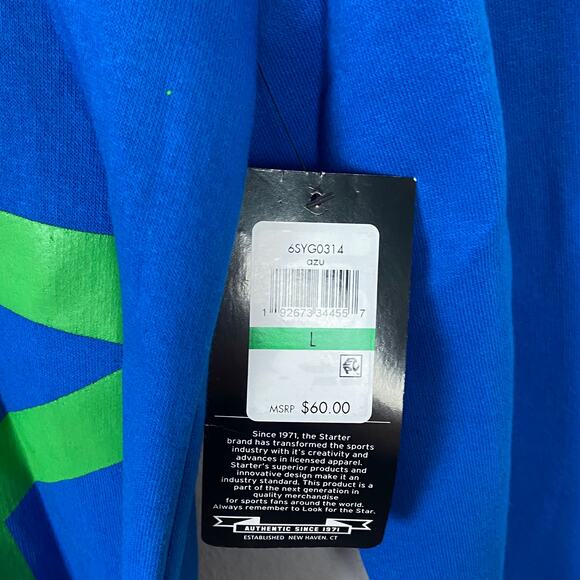 6SYG0314
azu
1 92673 34455 7
L
MSRP $60.00
Since 1971, the Starter
brand has transformed the sports
industry with it's creativity and
advances in licensed apparel.
Starter's superior products and
innovative design make it an
industry standard. This product is a
part of the next generation in
quality merchandise
for sports fans around the world.
Always remember to Look for the Star.
AUTHENTIC SINCE 1971
ESTABLISHED NEW HAVEN, CT